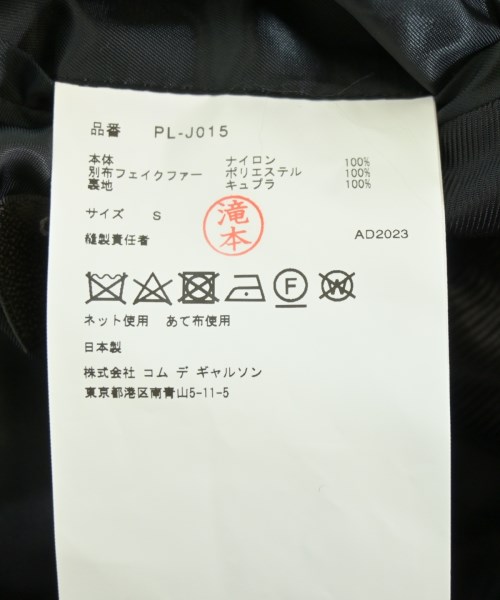 品番 PL-J015
本体 ナイロン 100%
別布フェイクファー ポリエステル 100%
裏地 キュプラ 100%
サイズ S
滝本
縫製責任者 AD2023
F W
ネット使用 あて布使用
日本製
株式会社 コム デ ギャルソン
東京都港区南青山5-11-5